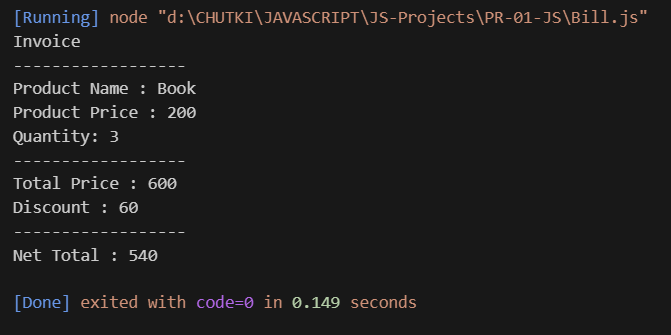 [Running] node "d:\CHUTKI\JAVASCRIPT\JS-Projects\PR-01-JS\Bill.js"
Invoice
------------------
Product Name : Book
Product Price : 200
Quantity: 3
------------------
Total Price : 600
Discount : 60
------------------
Net Total : 540
[Done] exited with code=0 in 0.149 seconds